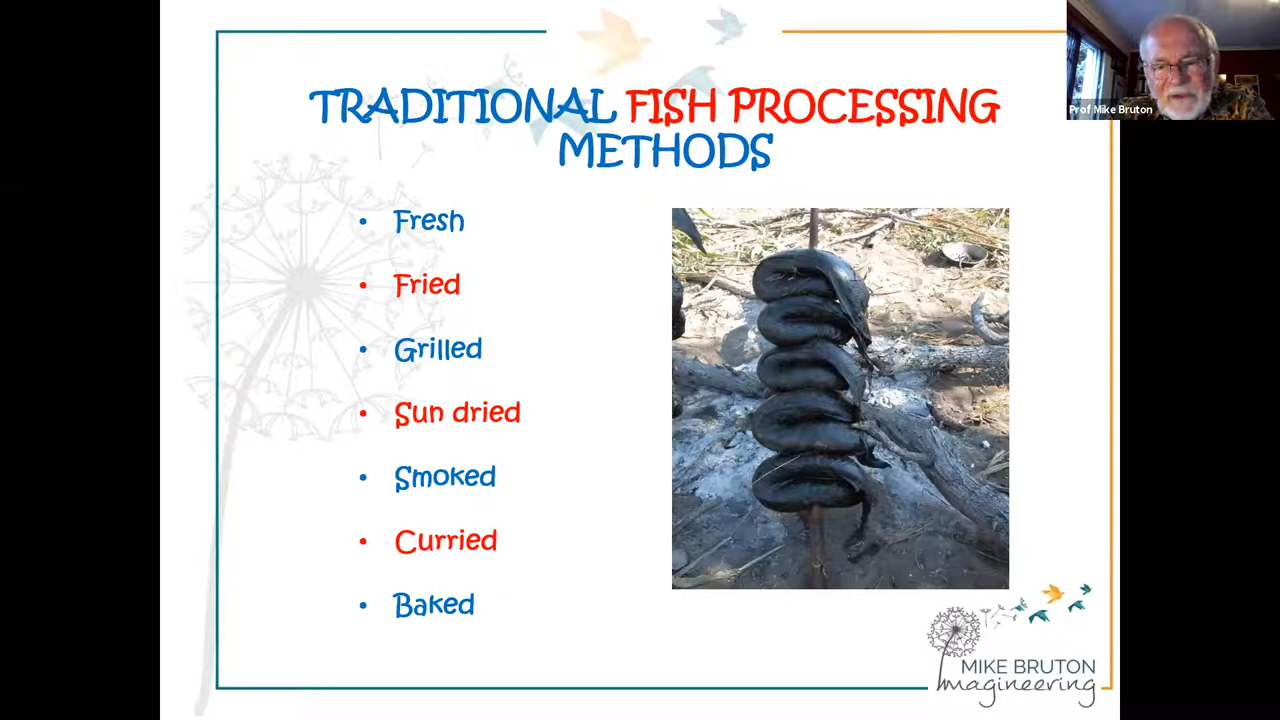 Prof Mike Bruton
TRADITIONAL FISH PROCESSING
METHODS
• Fresh
• Fried
• Grilled
• Sun dried
• Smoked
• Curried
• Baked
MIKE BRUTON
Imagineering